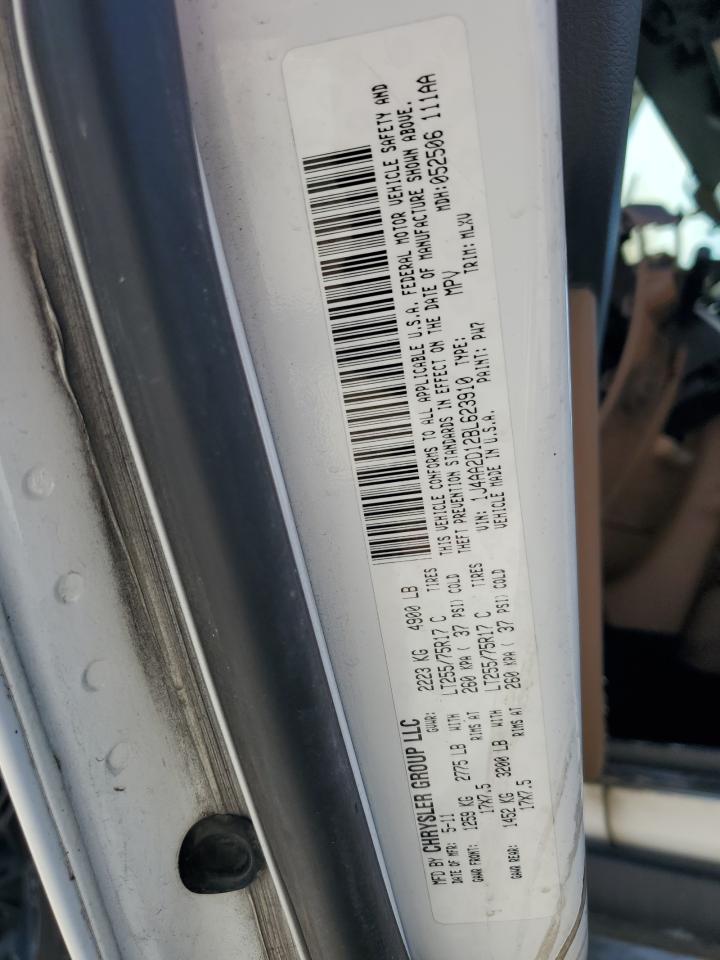 MFD BY CHRYSLER GROUP LLC
DATE OF MFR: 5-11 GVWR: 2223 KG 4900 LB
GAWR FRONT: 1259 KG 2775 LB WITH LT255/75R17 C TIRES
17X7.5 RIMS AT 260 KPA ( 37 PSI) COLD
GAWR REAR: 1452 KG 3200 LB WITH LT255/75R17 C TIRES
17X7.5 RIMS AT 260 KPA ( 37 PSI) COLD
THIS VEHICLE CONFORMS TO ALL APPLICABLE U.S.A. FEDERAL MOTOR VEHICLE SAFETY AND
THEFT PREVENTION STANDARDS IN EFFECT ON THE DATE OF MANUFACTURE SHOWN ABOVE.
VIN: 1J4AA2D12BL623910 TYPE: MPV MDH:052506 111AA
VEHICLE MADE IN U.S.A. PAINT: PW7 TRIM: MLXV